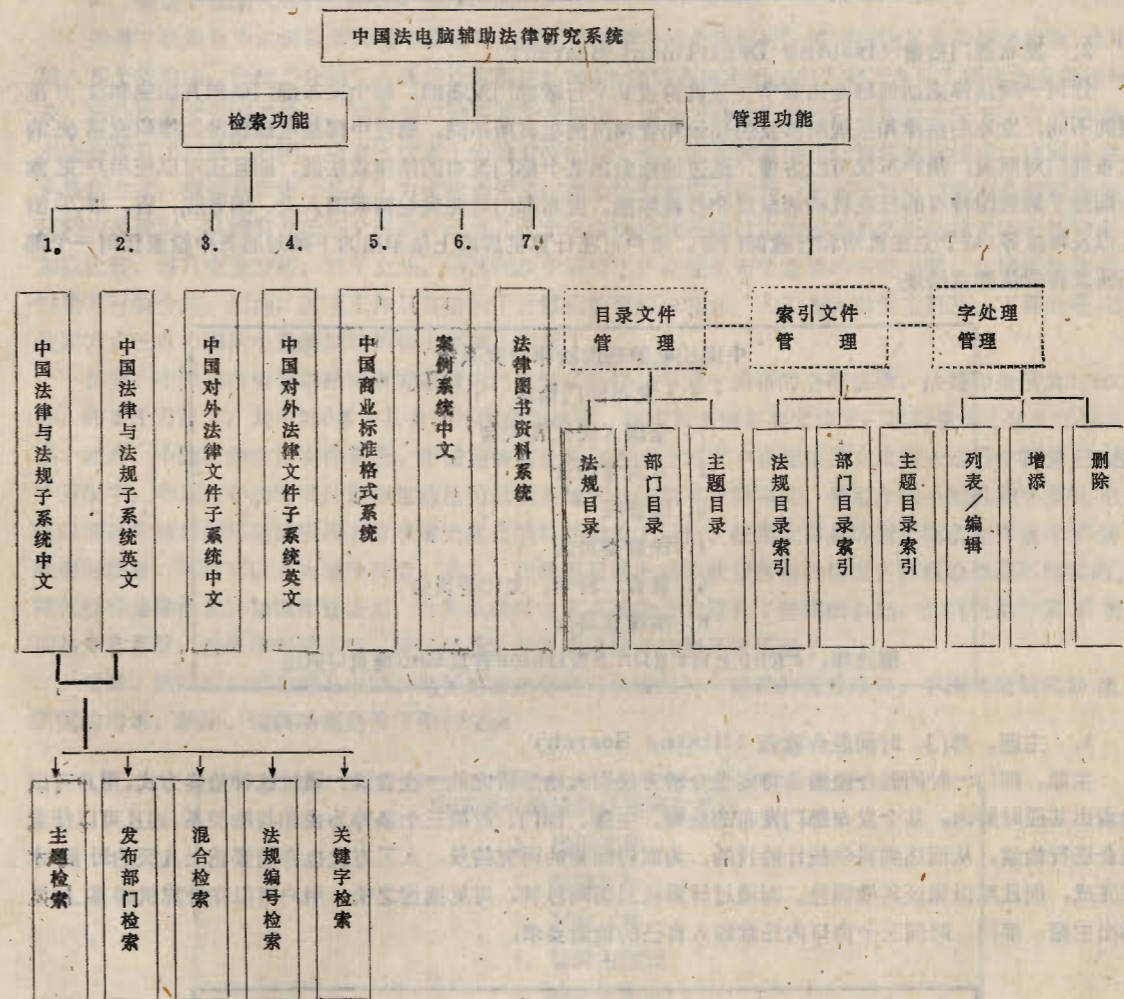 中国法电脑辅助法律研究系统
检索功能
管理功能
1.
2.
3.
4.
5.
6.
7.
中国法律与法规子系统中文
中国法律与法规子系统英文
中国对外法律文件子系统中文
中国对外法律文件子系统英文
中国商业标准格式系统
案例系统中文
法律图书资料系统
目录文件
管 理
索引文件
管 理
字处理
管理
法规目录
部门目录
主题目录
法规目录索引
部门目录索引
主题目录索引
列表/编辑
增添
删除
主题检索
发布部门检索
混合检索
法规编号检索
关键字检索